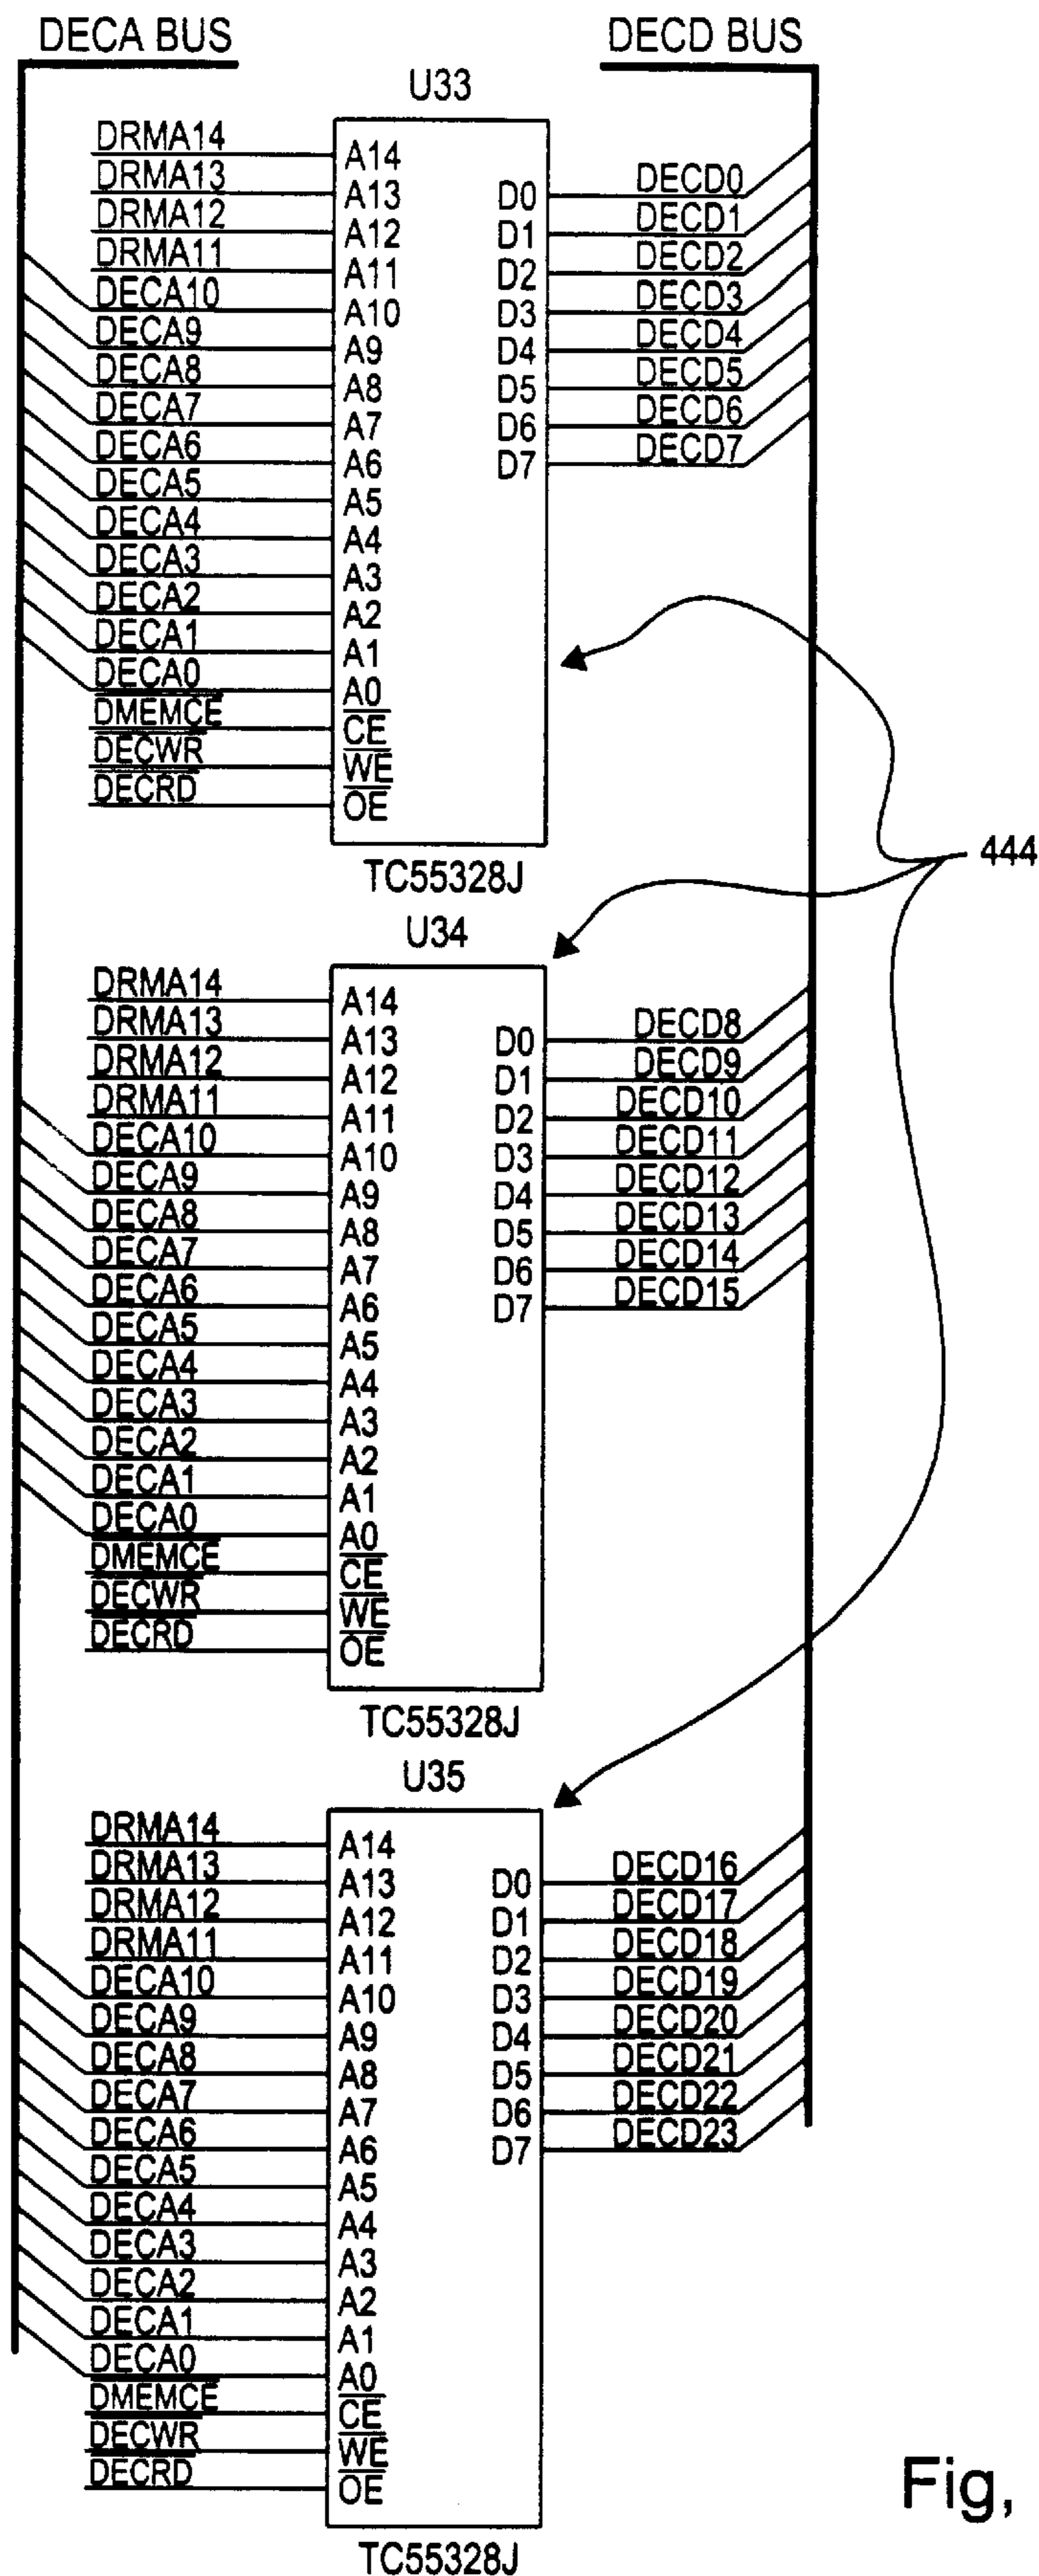 DECA BUS
DECD BUS
U33
DRMA14
DRMA13
DRMA12
DRMA11
DECA10
DECA9
DECA8
DECA7
DECA6
DECA5
DECA4
DECA3
DECA2
DECA1
DECA0
DMEMCE
DECWR
DECRD
A14
A13
A12
A11
A10
A9
A8
A7
A6
A5
A4
A3
A2
A1
A0
CE
WE
OE
D0
D1
D2
D3
D4
D5
D6
D7
DECD0
DECD1
DECD2
DECD3
DECD4
DECD5
DECD6
DECD7
TC55328J
444
U34
DRMA14
DRMA13
DRMA12
DRMA11
DECA10
DECA9
DECA8
DECA7
DECA6
DECA5
DECA4
DECA3
DECA2
DECA1
DECA0
DMEMCE
DECWR
DECRD
A14
A13
A12
A11
A10
A9
A8
A7
A6
A5
A4
A3
A2
A1
A0
CE
WE
OE
D0
D1
D2
D3
D4
D5
D6
D7
DECD8
DECD9
DECD10
DECD11
DECD12
DECD13
DECD14
DECD15
TC55328J
U35
DRMA14
DRMA13
DRMA12
DRMA11
DECA10
DECA9
DECA8
DECA7
DECA6
DECA5
DECA4
DECA3
DECA2
DECA1
DECA0
DMEMCE
DECWR
DECRD
A14
A13
A12
A11
A10
A9
A8
A7
A6
A5
A4
A3
A2
A1
A0
CE
WE
OE
D0
D1
D2
D3
D4
D5
D6
D7
DECD16
DECD17
DECD18
DECD19
DECD20
DECD21
DECD22
DECD23
TC55328J
Fig,